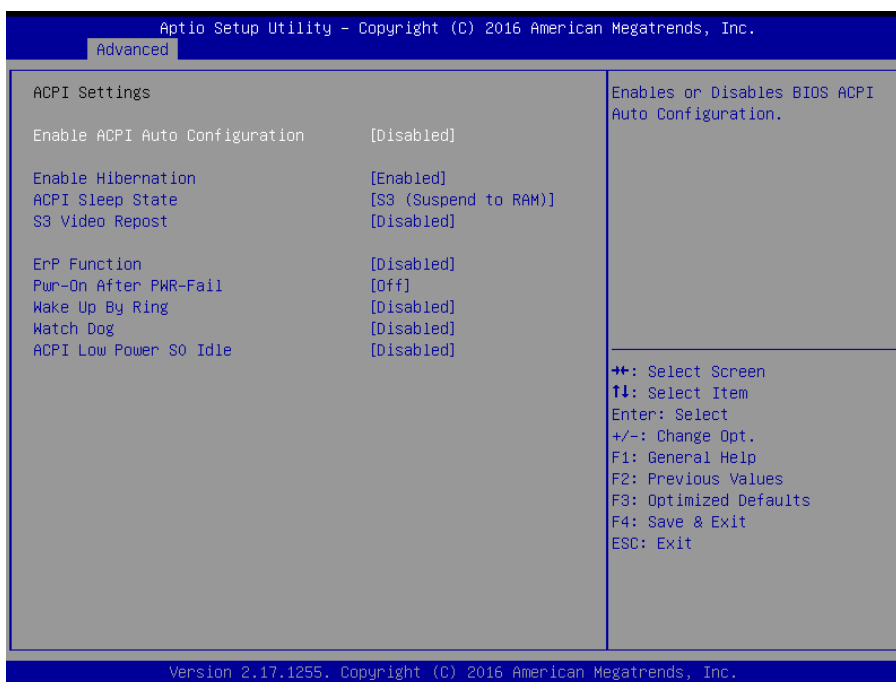 Aptio Setup Utility – Copyright (C) 2016 American Megatrends, Inc.
Advanced
ACPI Settings
Enable ACPI Auto Configuration [Disabled]
Enable Hibernation [Enabled]
ACPI Sleep State [S3 (Suspend to RAM)]
S3 Video Repost [Disabled]
ErP Function [Disabled]
Pwr-On After PWR-Fail [Off]
Wake Up By Ring [Disabled]
Watch Dog [Disabled]
ACPI Low Power S0 Idle [Disabled]
Enables or Disables BIOS ACPI
Auto Configuration.
→←: Select Screen
↑↓: Select Item
Enter: Select
+/-: Change Opt.
F1: General Help
F2: Previous Values
F3: Optimized Defaults
F4: Save & Exit
ESC: Exit
Version 2.17.1255. Copyright (C) 2016 American Megatrends, Inc.